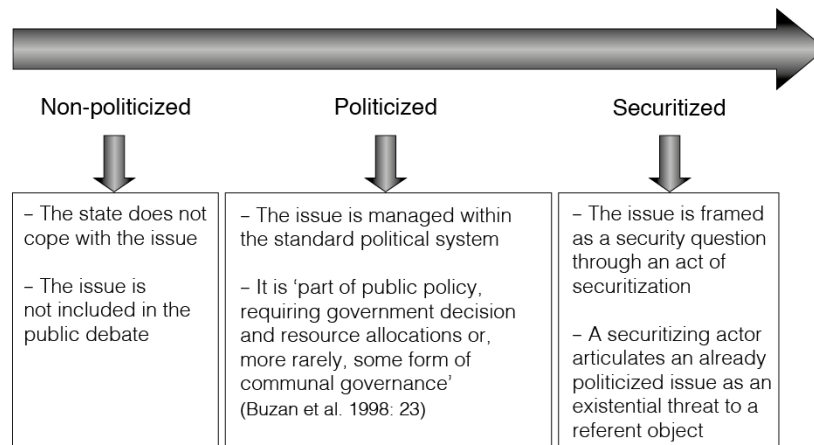 Non-politicized
Politicized
Securitized
– The state does not
cope with the issue
– The issue is
not included in the
public debate
– The issue is managed within
the standard political system
– It is ‘part of public policy,
requiring government decision
and resource allocations or,
more rarely, some form of
communal governance’
(Buzan et al. 1998: 23)
– The issue is framed
as a security question
through an act of
securitization
– A securitizing actor
articulates an already
politicized issue as an
existential threat to a
referent object